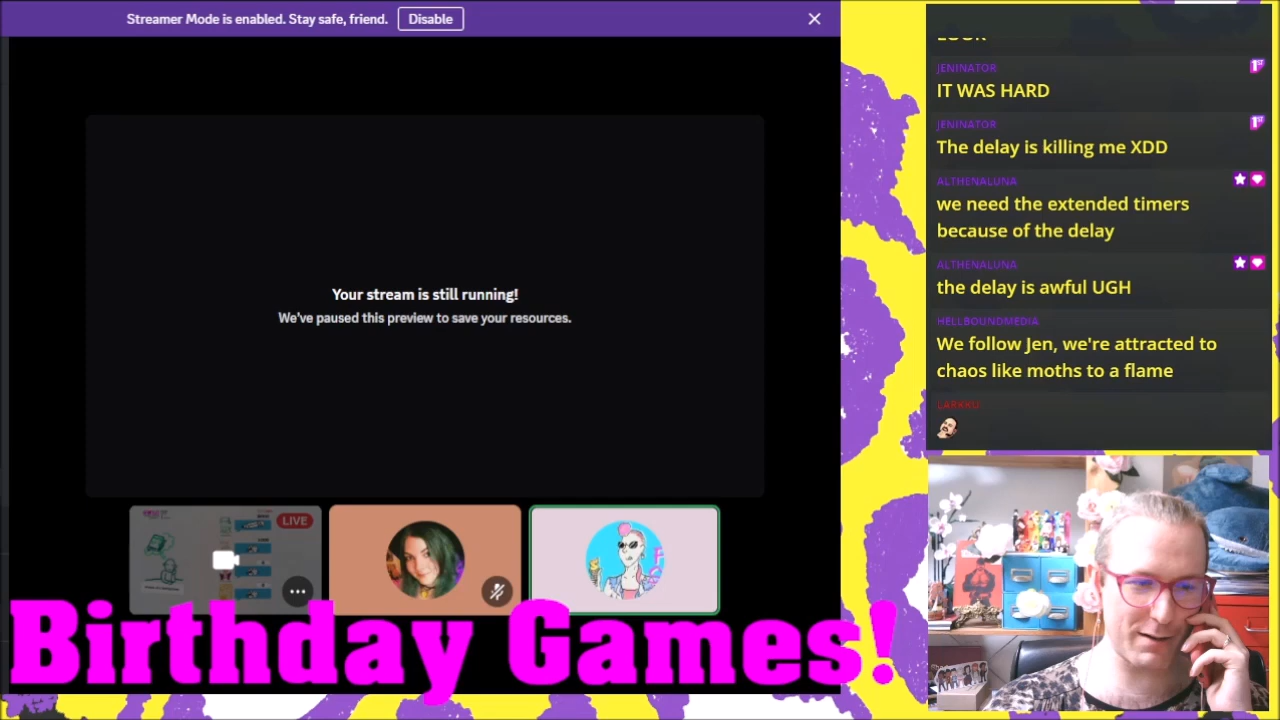 Streamer Mode is enabled. Stay safe, friend. Disable
Your stream is still running!
We've paused this preview to save your resources.
LIVE
Birthday Games!
JENINATOR
IT WAS HARD
JENINATOR
The delay is killing me XDD
ALTHENALUNA
we need the extended timers
because of the delay
ALTHENALUNA
the delay is awful UGH
HELLBOUNDMEDIA
We follow Jen, we're attracted to
chaos like moths to a flame
LARKKU